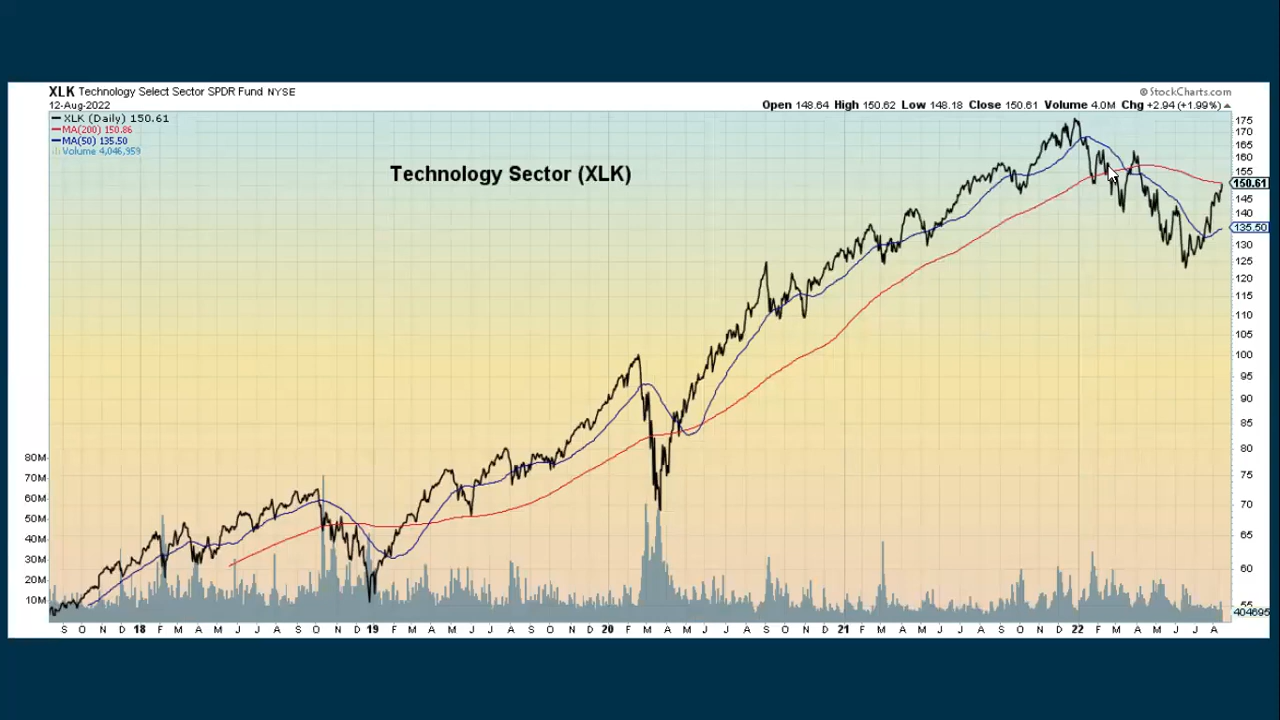 XLK Technology Select Sector SPDR Fund NYSE
© StockCharts.com
12-Aug-2022
Open 148.64 High 150.62 Low 148.18 Close 150.61 Volume 4.0M Chg +2.94 (+1.99%)
XLK (Daily) 150.61
MA(200) 150.86
MA(50) 135.50
Volume 4,046,959
Technology Sector (XLK)
175
170
165
160
155
150.61
145
140
135.50
130
125
120
115
110
105
100
95
90
85
80
75
70
65
60
55
404695
80M
70M
60M
50M
40M
30M
20M
10M
S O N D 18 F M A M J J A S O N D 19 F M A M J J A S O N D 20 F M A M J J A S O N D 21 F M A M J J A S O N D 22 F M A M J J A